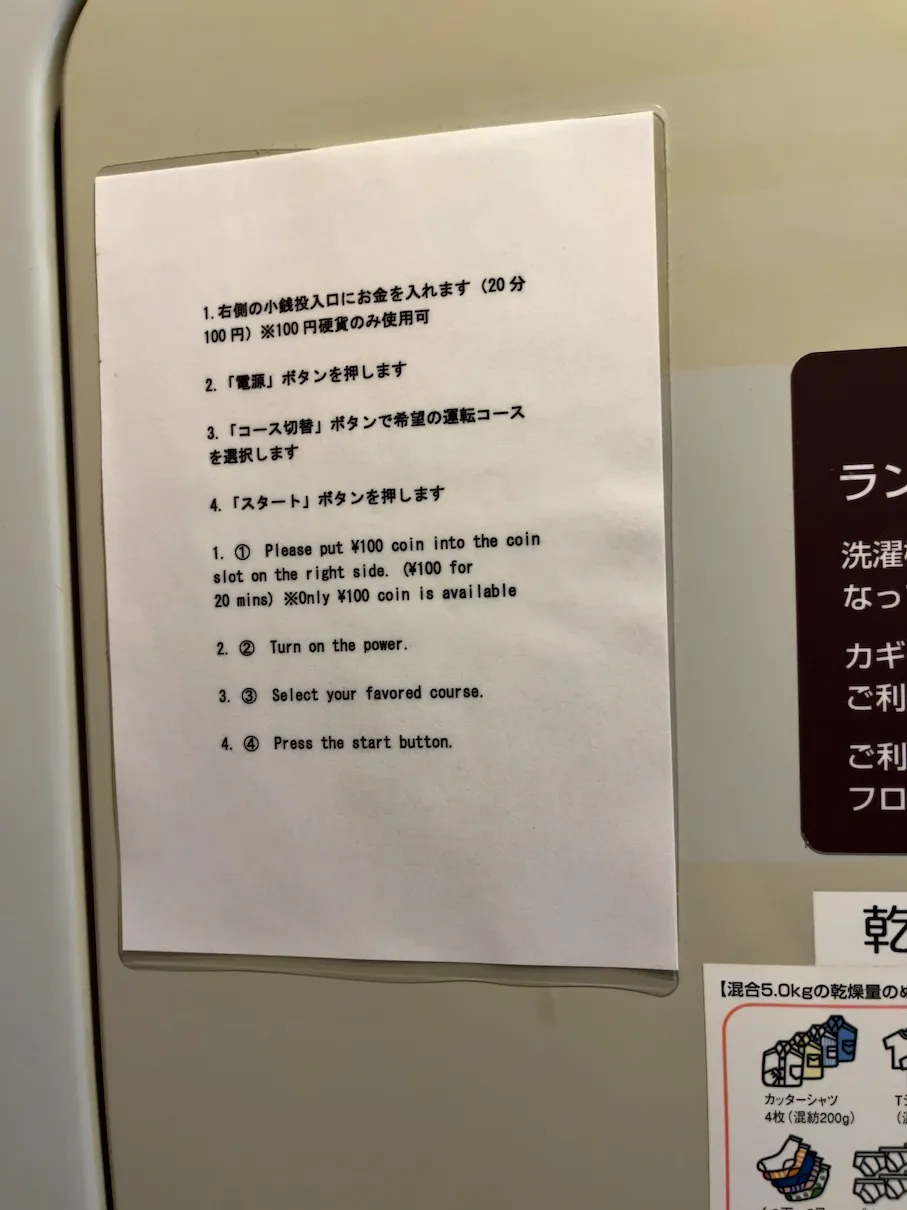 1.右側の小銭投入口にお金を入れます（20 分
100 円）※100 円硬貨のみ使用可
2.「電源」ボタンを押します
3.「コース切替」ボタンで希望の運転コース
を選択します
4.「スタート」ボタンを押します
1. ① Please put ¥100 coin into the coin
slot on the right side. (¥100 for
20 mins) ※Only ¥100 coin is available
2. ② Turn on the power.
3. ③ Select your favored course.
4. ④ Press the start button.
ラン
洗濯
なっ
カギ
ご利
ご利
フロ
乾
【混合5.0kgの乾燥量の
カッターシャツ
4枚（混紡200g）